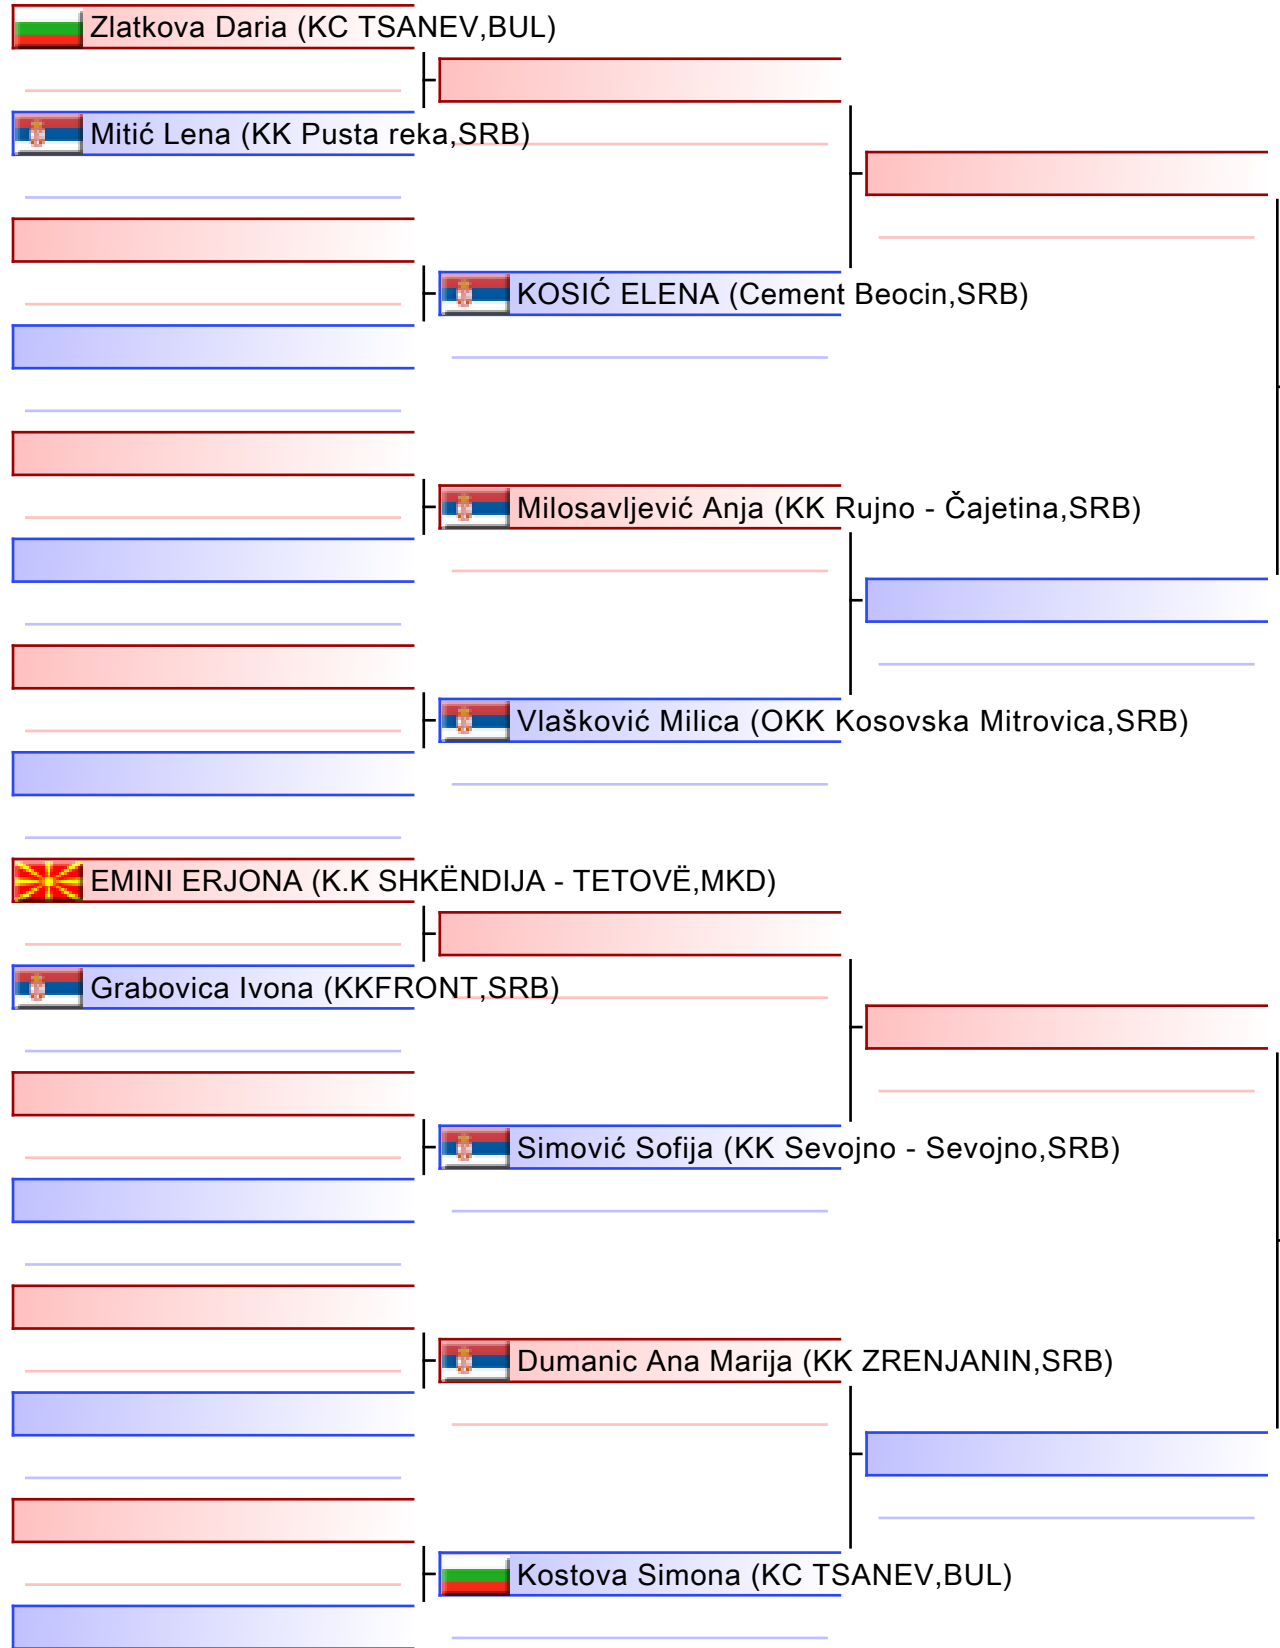 Zlatkova Daria (KC TSANEV,BUL)
Mitić Lena (KK Pusta reka,SRB)
KOSIĆ ELENA (Cement Beocin,SRB)
Milosavljević Anja (KK Rujno - Čajetina,SRB)
Vlašković Milica (OKK Kosovska Mitrovica,SRB)
EMINI ERJONA (K.K SHKËNDIJA - TETOVË,MKD)
Grabovica Ivona (KKFRONT,SRB)
Simović Sofija (KK Sevojno - Sevojno,SRB)
Dumanic Ana Marija (KK ZRENJANIN,SRB)
Kostova Simona (KC TSANEV,BUL)